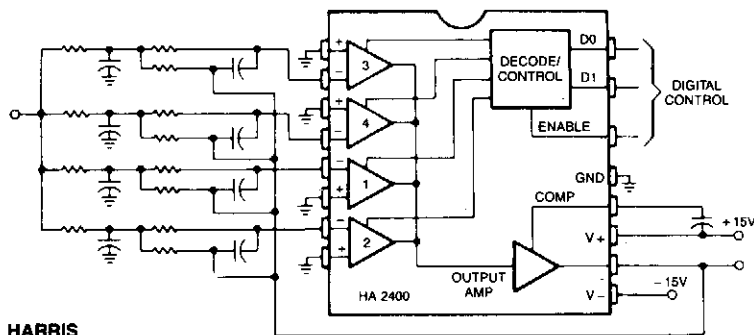 +
−
3
DECODE/
CONTROL
D0
D1
DIGITAL
CONTROL
+
−
4
ENABLE
−
+
1
GND
COMP
+15V
−
+
2
V+
OUTPUT
AMP
HA 2400
V−
−15V
HARRIS